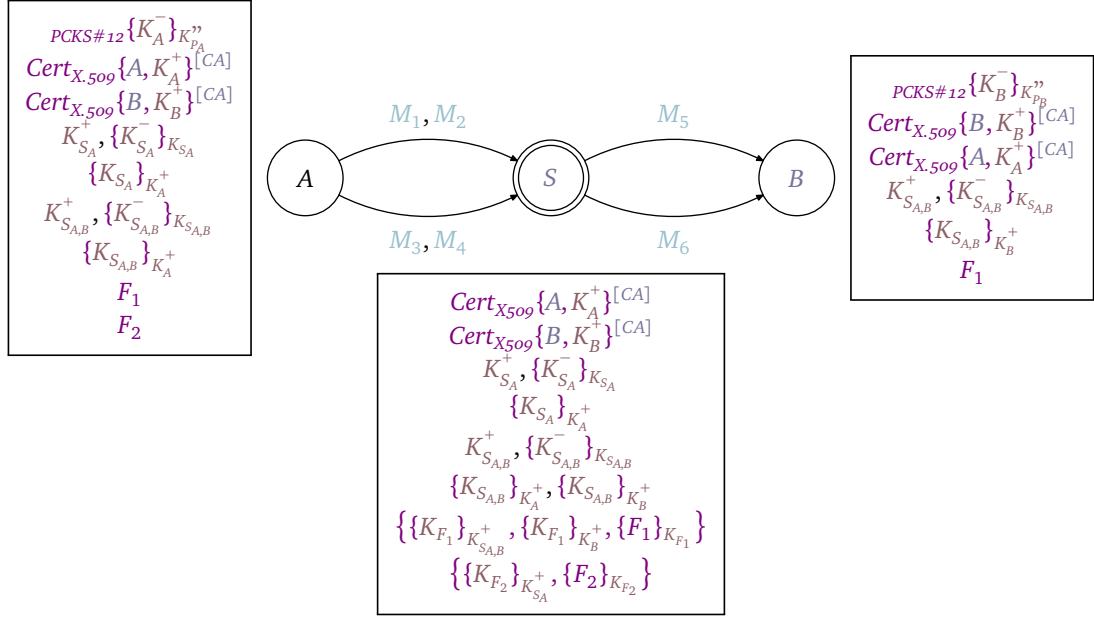 PCKS#12{K_A^-}_{K"_{P_A}}
Cert_{X.509}{A, K_A^+}^{[CA]}
Cert_{X.509}{B, K_B^+}^{[CA]}
K_{S_A}^+, {K_{S_A}^-}_{K_{S_A}}
{K_{S_A}}_{K_A^+}
K_{S_{A,B}}^+, {K_{S_{A,B}}^-}_{K_{S_{A,B}}}
{K_{S_{A,B}}}_{K_A^+}
F_1
F_2
M_1, M_2
M_5
A
S
B
M_3, M_4
M_6
PCKS#12{K_B^-}_{K"_{P_B}}
Cert_{X.509}{B, K_B^+}^{[CA]}
Cert_{X.509}{A, K_A^+}^{[CA]}
K_{S_{A,B}}^+, {K_{S_{A,B}}^-}_{K_{S_{A,B}}}
{K_{S_{A,B}}}_{K_B^+}
F_1
Cert_{X509}{A, K_A^+}^{[CA]}
Cert_{X509}{B, K_B^+}^{[CA]}
K_{S_A}^+, {K_{S_A}^-}_{K_{S_A}}
{K_{S_A}}_{K_A^+}
K_{S_{A,B}}^+, {K_{S_{A,B}}^-}_{K_{S_{A,B}}}
{K_{S_{A,B}}}_{K_A^+}, {K_{S_{A,B}}}_{K_B^+}
{{K_{F_1}}_{K_{S_{A,B}}^+}, {K_{F_1}}_{K_B^+}, {F_1}_{K_{F_1}}}
{{K_{F_2}}_{K_{S_A}^+}, {F_2}_{K_{F_2}}}